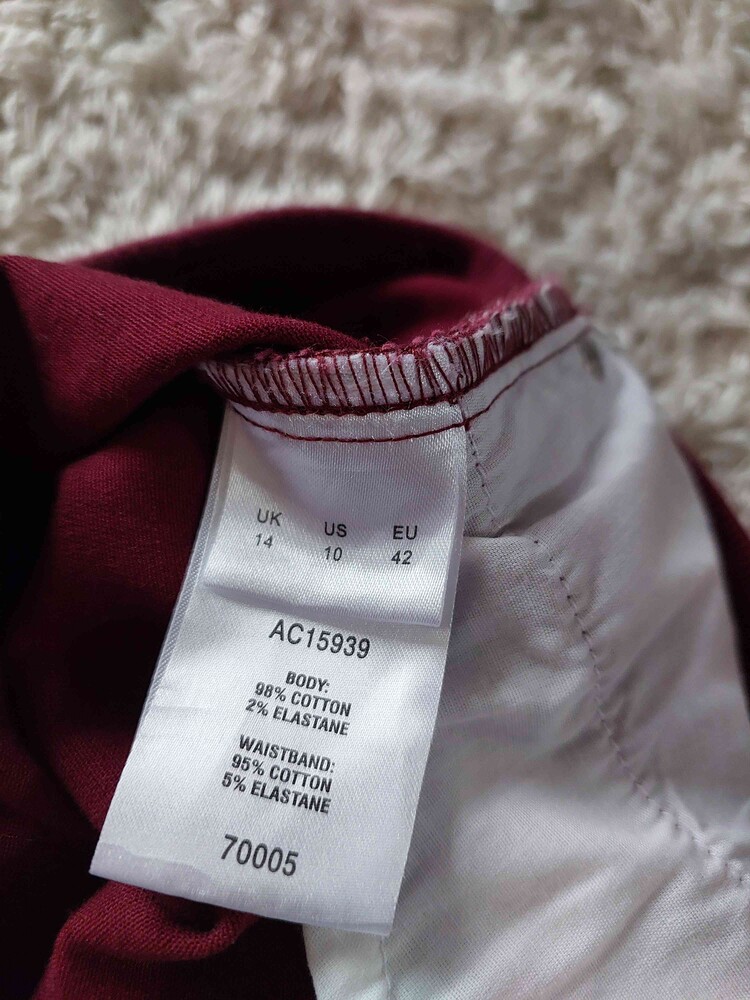 UK US EU
14 10 42
AC15939
BODY:
98% COTTON
2% ELASTANE
WAISTBAND:
95% COTTON
5% ELASTANE
70005